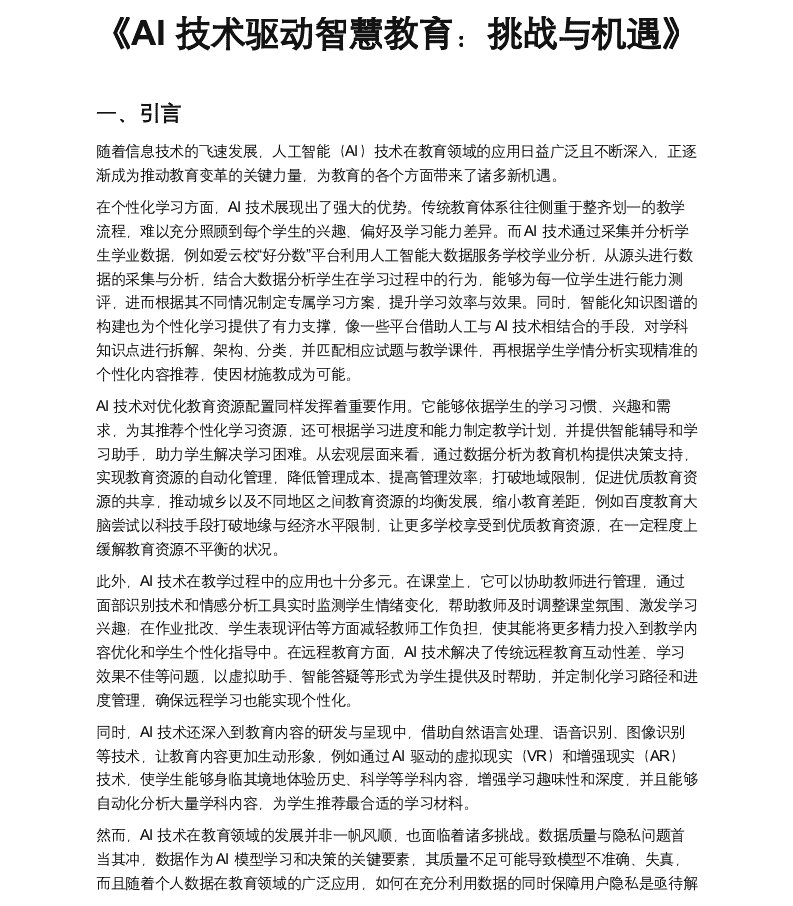 《AI 技术驱动智慧教育：挑战与机遇》
一、引言
随着信息技术的飞速发展，人工智能（AI）技术在教育领域的应用日益广泛且不断深入，正逐
渐成为推动教育变革的关键力量，为教育的各个方面带来了诸多新机遇。
在个性化学习方面，AI 技术展现出了强大的优势。传统教育体系往往侧重于整齐划一的教学
流程，难以充分照顾到每个学生的兴趣、偏好及学习能力差异。而 AI 技术通过采集并分析学
生学业数据，例如爱云校“好分数”平台利用人工智能大数据服务学校学业分析，从源头进行数
据的采集与分析，结合大数据分析学生在学习过程中的行为，能够为每一位学生进行能力测
评，进而根据其不同情况制定专属学习方案，提升学习效率与效果。同时，智能化知识图谱的
构建也为个性化学习提供了有力支撑，像一些平台借助人工与 AI 技术相结合的手段，对学科
知识点进行拆解、架构、分类，并匹配相应试题与教学课件，再根据学生学情分析实现精准的
个性化内容推荐，使因材施教成为可能。
AI 技术对优化教育资源配置同样发挥着重要作用。它能够依据学生的学习习惯、兴趣和需
求，为其推荐个性化学习资源，还可根据学习进度和能力制定教学计划，并提供智能辅导和学
习助手，助力学生解决学习困难。从宏观层面来看，通过数据分析为教育机构提供决策支持，
实现教育资源的自动化管理，降低管理成本、提高管理效率；打破地域限制，促进优质教育资
源的共享，推动城乡以及不同地区之间教育资源的均衡发展，缩小教育差距，例如百度教育大
脑尝试以科技手段打破地缘与经济水平限制，让更多学校享受到优质教育资源，在一定程度上
缓解教育资源不平衡的状况。
此外，AI 技术在教学过程中的应用也十分多元。在课堂上，它可以协助教师进行管理，通过
面部识别技术和情感分析工具实时监测学生情绪变化，帮助教师及时调整课堂氛围、激发学习
兴趣；在作业批改、学生表现评估等方面减轻教师工作负担，使其能将更多精力投入到教学内
容优化和学生个性化指导中。在远程教育方面，AI 技术解决了传统远程教育互动性差、学习
效果不佳等问题，以虚拟助手、智能答疑等形式为学生提供及时帮助，并定制化学习路径和进
度管理，确保远程学习也能实现个性化。
同时，AI 技术还深入到教育内容的研发与呈现中，借助自然语言处理、语音识别、图像识别
等技术，让教育内容更加生动形象，例如通过 AI 驱动的虚拟现实（VR）和增强现实（AR）
技术，使学生能够身临其境地体验历史、科学等学科内容，增强学习趣味性和深度，并且能够
自动化分析大量学科内容，为学生推荐最合适的学习材料。
然而，AI 技术在教育领域的发展并非一帆风顺，也面临着诸多挑战。数据质量与隐私问题首
当其冲，数据作为 AI 模型学习和决策的关键要素，其质量不足可能导致模型不准确、失真，
而且随着个人数据在教育领域的广泛应用，如何在充分利用数据的同时保障用户隐私是亟待解